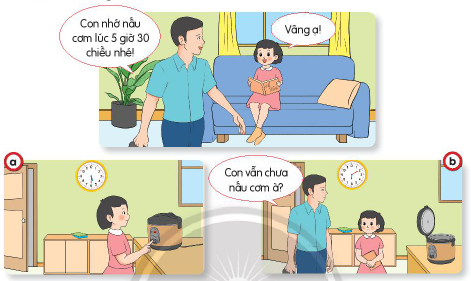 Con nhớ nấu
cơm lúc 5 giờ 30
chiều nhé!
Vâng ạ!
a
Con vẫn chưa
nấu cơm à?
b